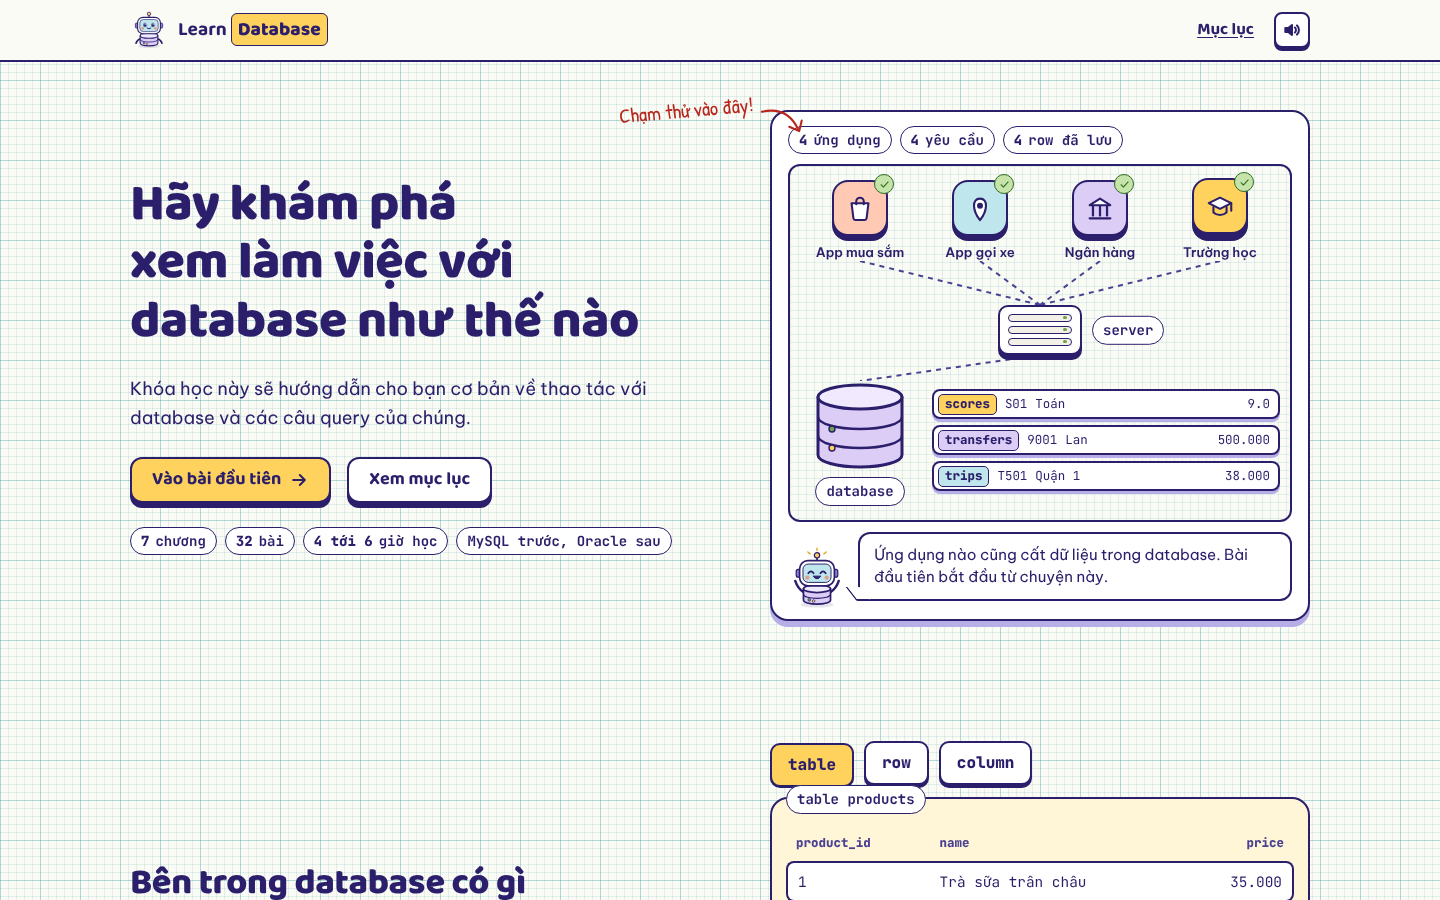 Learn Database
Mục lục
Chạm thử vào đây!
4 ứng dụng
4 yêu cầu
4 row đã lưu
Hãy khám phá
xem làm việc với
database như thế nào
Khóa học này sẽ hướng dẫn cho bạn cơ bản về thao tác với
database và các câu query của chúng.
Vào bài đầu tiên →
Xem mục lục
7 chương
32 bài
4 tới 6 giờ học
MySQL trước, Oracle sau
App mua sắm
App gọi xe
Ngân hàng
Trường học
server
scores S01 Toán 9.0
transfers 9001 Lan 500.000
trips T501 Quận 1 38.000
database
Ứng dụng nào cũng cất dữ liệu trong database. Bài
đầu tiên bắt đầu từ chuyện này.
table
row
column
table products
product_id name price
1 Trà sữa trân châu 35.000
Bên trong database có gì